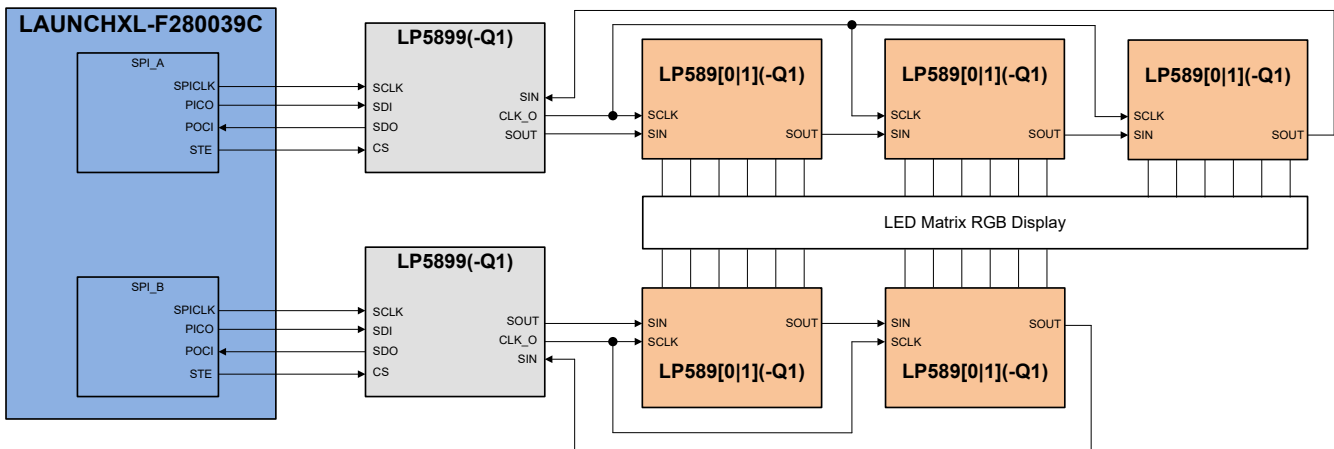 LAUNCHXL-F280039C
SPI_A
SPICLK
PICO
POCI
STE
LP5899(-Q1)
SCLK
SDI
SDO
CS
SIN
CLK_O
SOUT
LP589[0|1](-Q1)
SCLK
SIN
SOUT
LP589[0|1](-Q1)
SCLK
SIN
SOUT
LP589[0|1](-Q1)
SCLK
SIN
SOUT
LED Matrix RGB Display
SPI_B
SPICLK
PICO
POCI
STE
LP5899(-Q1)
SCLK
SDI
SDO
CS
SOUT
CLK_O
SIN
SIN
SCLK
SOUT
LP589[0|1](-Q1)
SIN
SCLK
SOUT
LP589[0|1](-Q1)